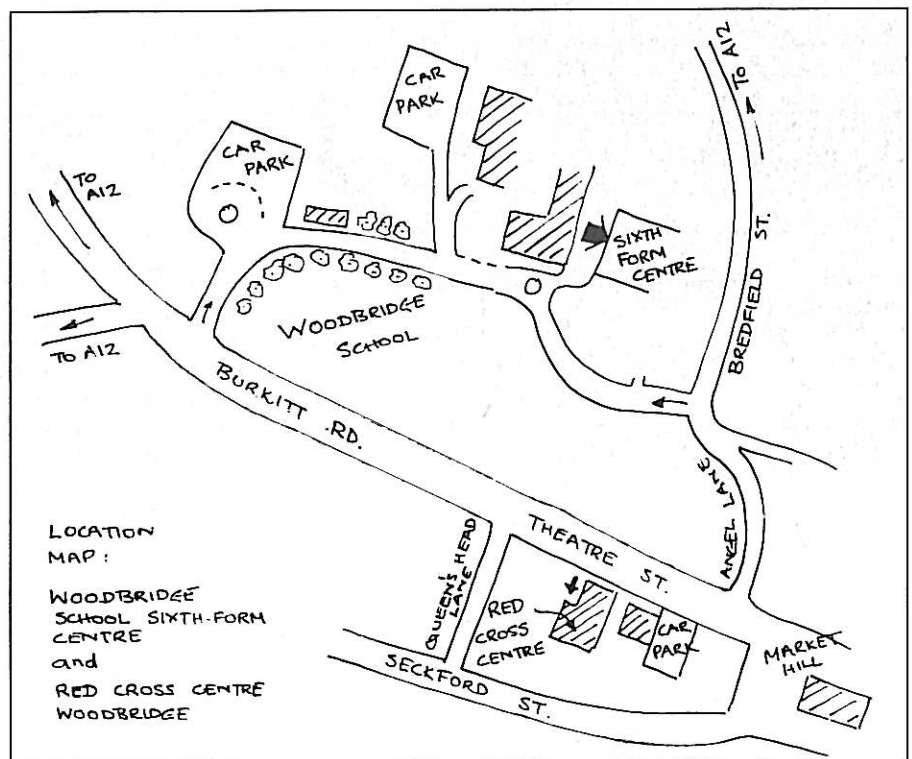 TO A12
CAR
PARK
CAR
PARK
TO
A12
SIXTH
FORM
CENTRE
BREDFIELD ST.
WOODBRIDGE
SCHOOL
TO A12
BURKITT RD.
ANGEL LANE
THEATRE ST.
QUEEN'S HEAD
LANE
RED
CROSS
CENTRE
CAR
PARK
MARKET
HILL
SECKFORD ST.
LOCATION
MAP:
WOODBRIDGE
SCHOOL SIXTH-FORM
CENTRE
and
RED CROSS CENTRE
WOODBRIDGE